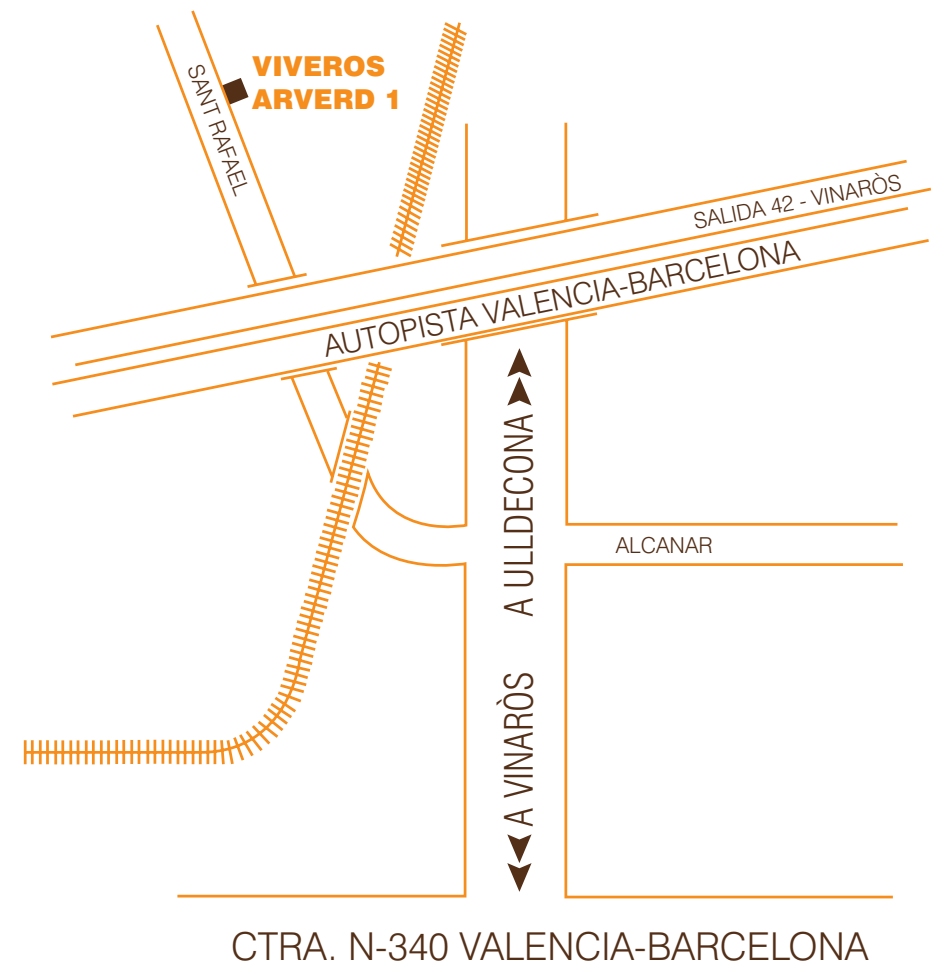 VIVEROS
ARVERD 1
SANT RAFAEL
SALIDA 42 - VINARÒS
AUTOPISTA VALENCIA-BARCELONA
A ULLDECONA
ALCANAR
A VINARÒS
CTRA. N-340 VALENCIA-BARCELONA